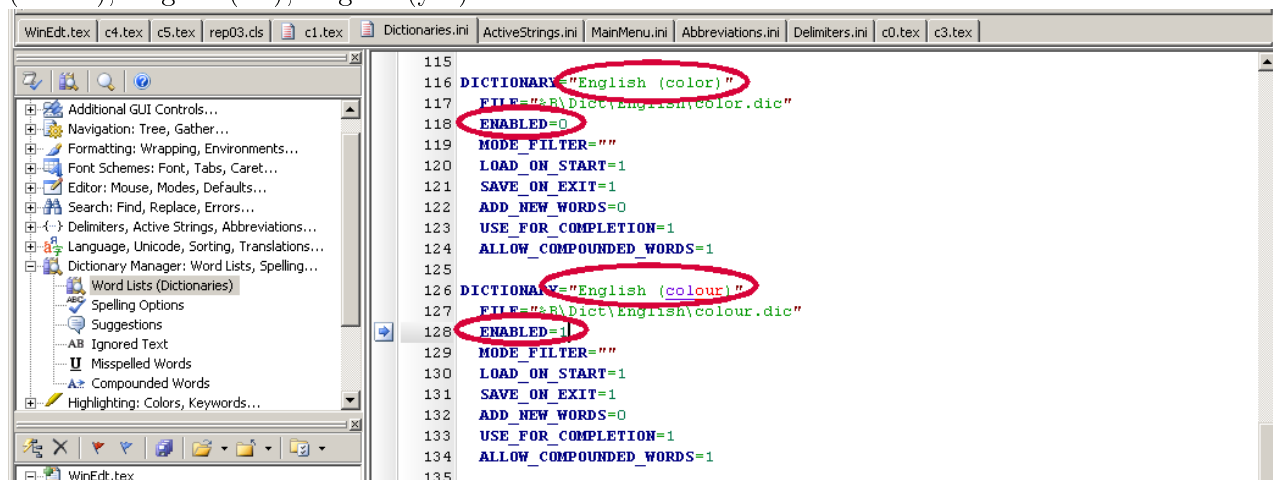 WinEdt.tex c4.tex c5.tex rep03.cls c1.tex Dictionaries.ini ActiveStrings.ini MainMenu.ini Abbreviations.ini Delimiters.ini c0.tex c3.tex
Additional GUI Controls...
Navigation: Tree, Gather...
Formatting: Wrapping, Environments...
Font Schemes: Font, Tabs, Caret...
Editor: Mouse, Modes, Defaults...
Search: Find, Replace, Errors...
Delimiters, Active Strings, Abbreviations...
Language, Unicode, Sorting, Translations...
Dictionary Manager: Word Lists, Spelling...
Word Lists (Dictionaries)
Spelling Options
Suggestions
Ignored Text
Misspelled Words
Compounded Words
Highlighting: Colors, Keywords...
WinEdt.tex
115
116 DICTIONARY="English (color)"
117 FILE="%B\Dict\English\color.dic"
118 ENABLED=0
119 MODE_FILTER=""
120 LOAD_ON_START=1
121 SAVE_ON_EXIT=1
122 ADD_NEW_WORDS=0
123 USE_FOR_COMPLETION=1
124 ALLOW_COMPOUNDED_WORDS=1
125
126 DICTIONARY="English (colour)"
127 FILE="%B\Dict\English\colour.dic"
128 ENABLED=1
129 MODE_FILTER=""
130 LOAD_ON_START=1
131 SAVE_ON_EXIT=1
132 ADD_NEW_WORDS=0
133 USE_FOR_COMPLETION=1
134 ALLOW_COMPOUNDED_WORDS=1
135